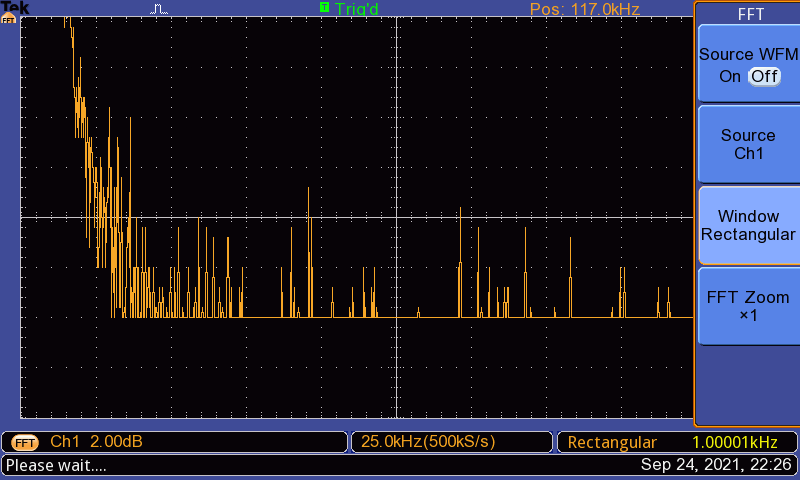 Tek
T Trig'd Pos: 117.0kHz
FFT
FFT
Source WFM
On Off
Source
Ch1
Window
Rectangular
FFT Zoom
×1
FFT Ch1 2.00dB 25.0kHz(500kS/s) Rectangular 1.00001kHz
Please wait.... Sep 24, 2021, 22:26